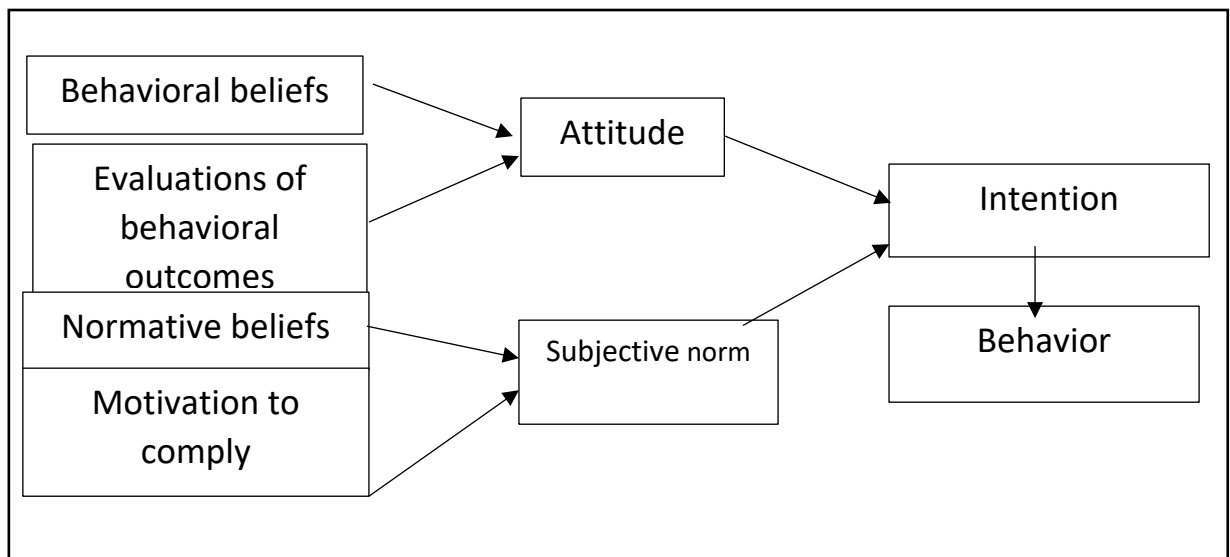 Behavioral beliefs
Evaluations of
behavioral
outcomes
Normative beliefs
Motivation to
comply
Attitude
Subjective norm
Intention
Behavior